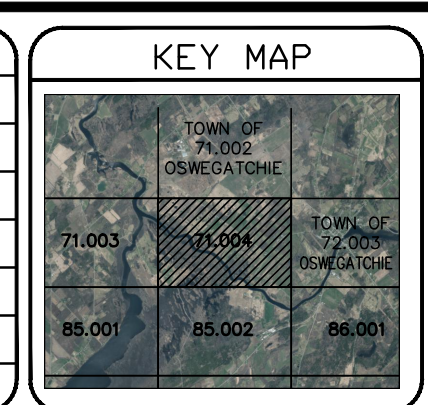 KEY MAP
TOWN OF
71.002
OSWEGATCHIE
71.003
71.004
TOWN OF
72.003
OSWEGATCHIE
85.001
85.002
86.001